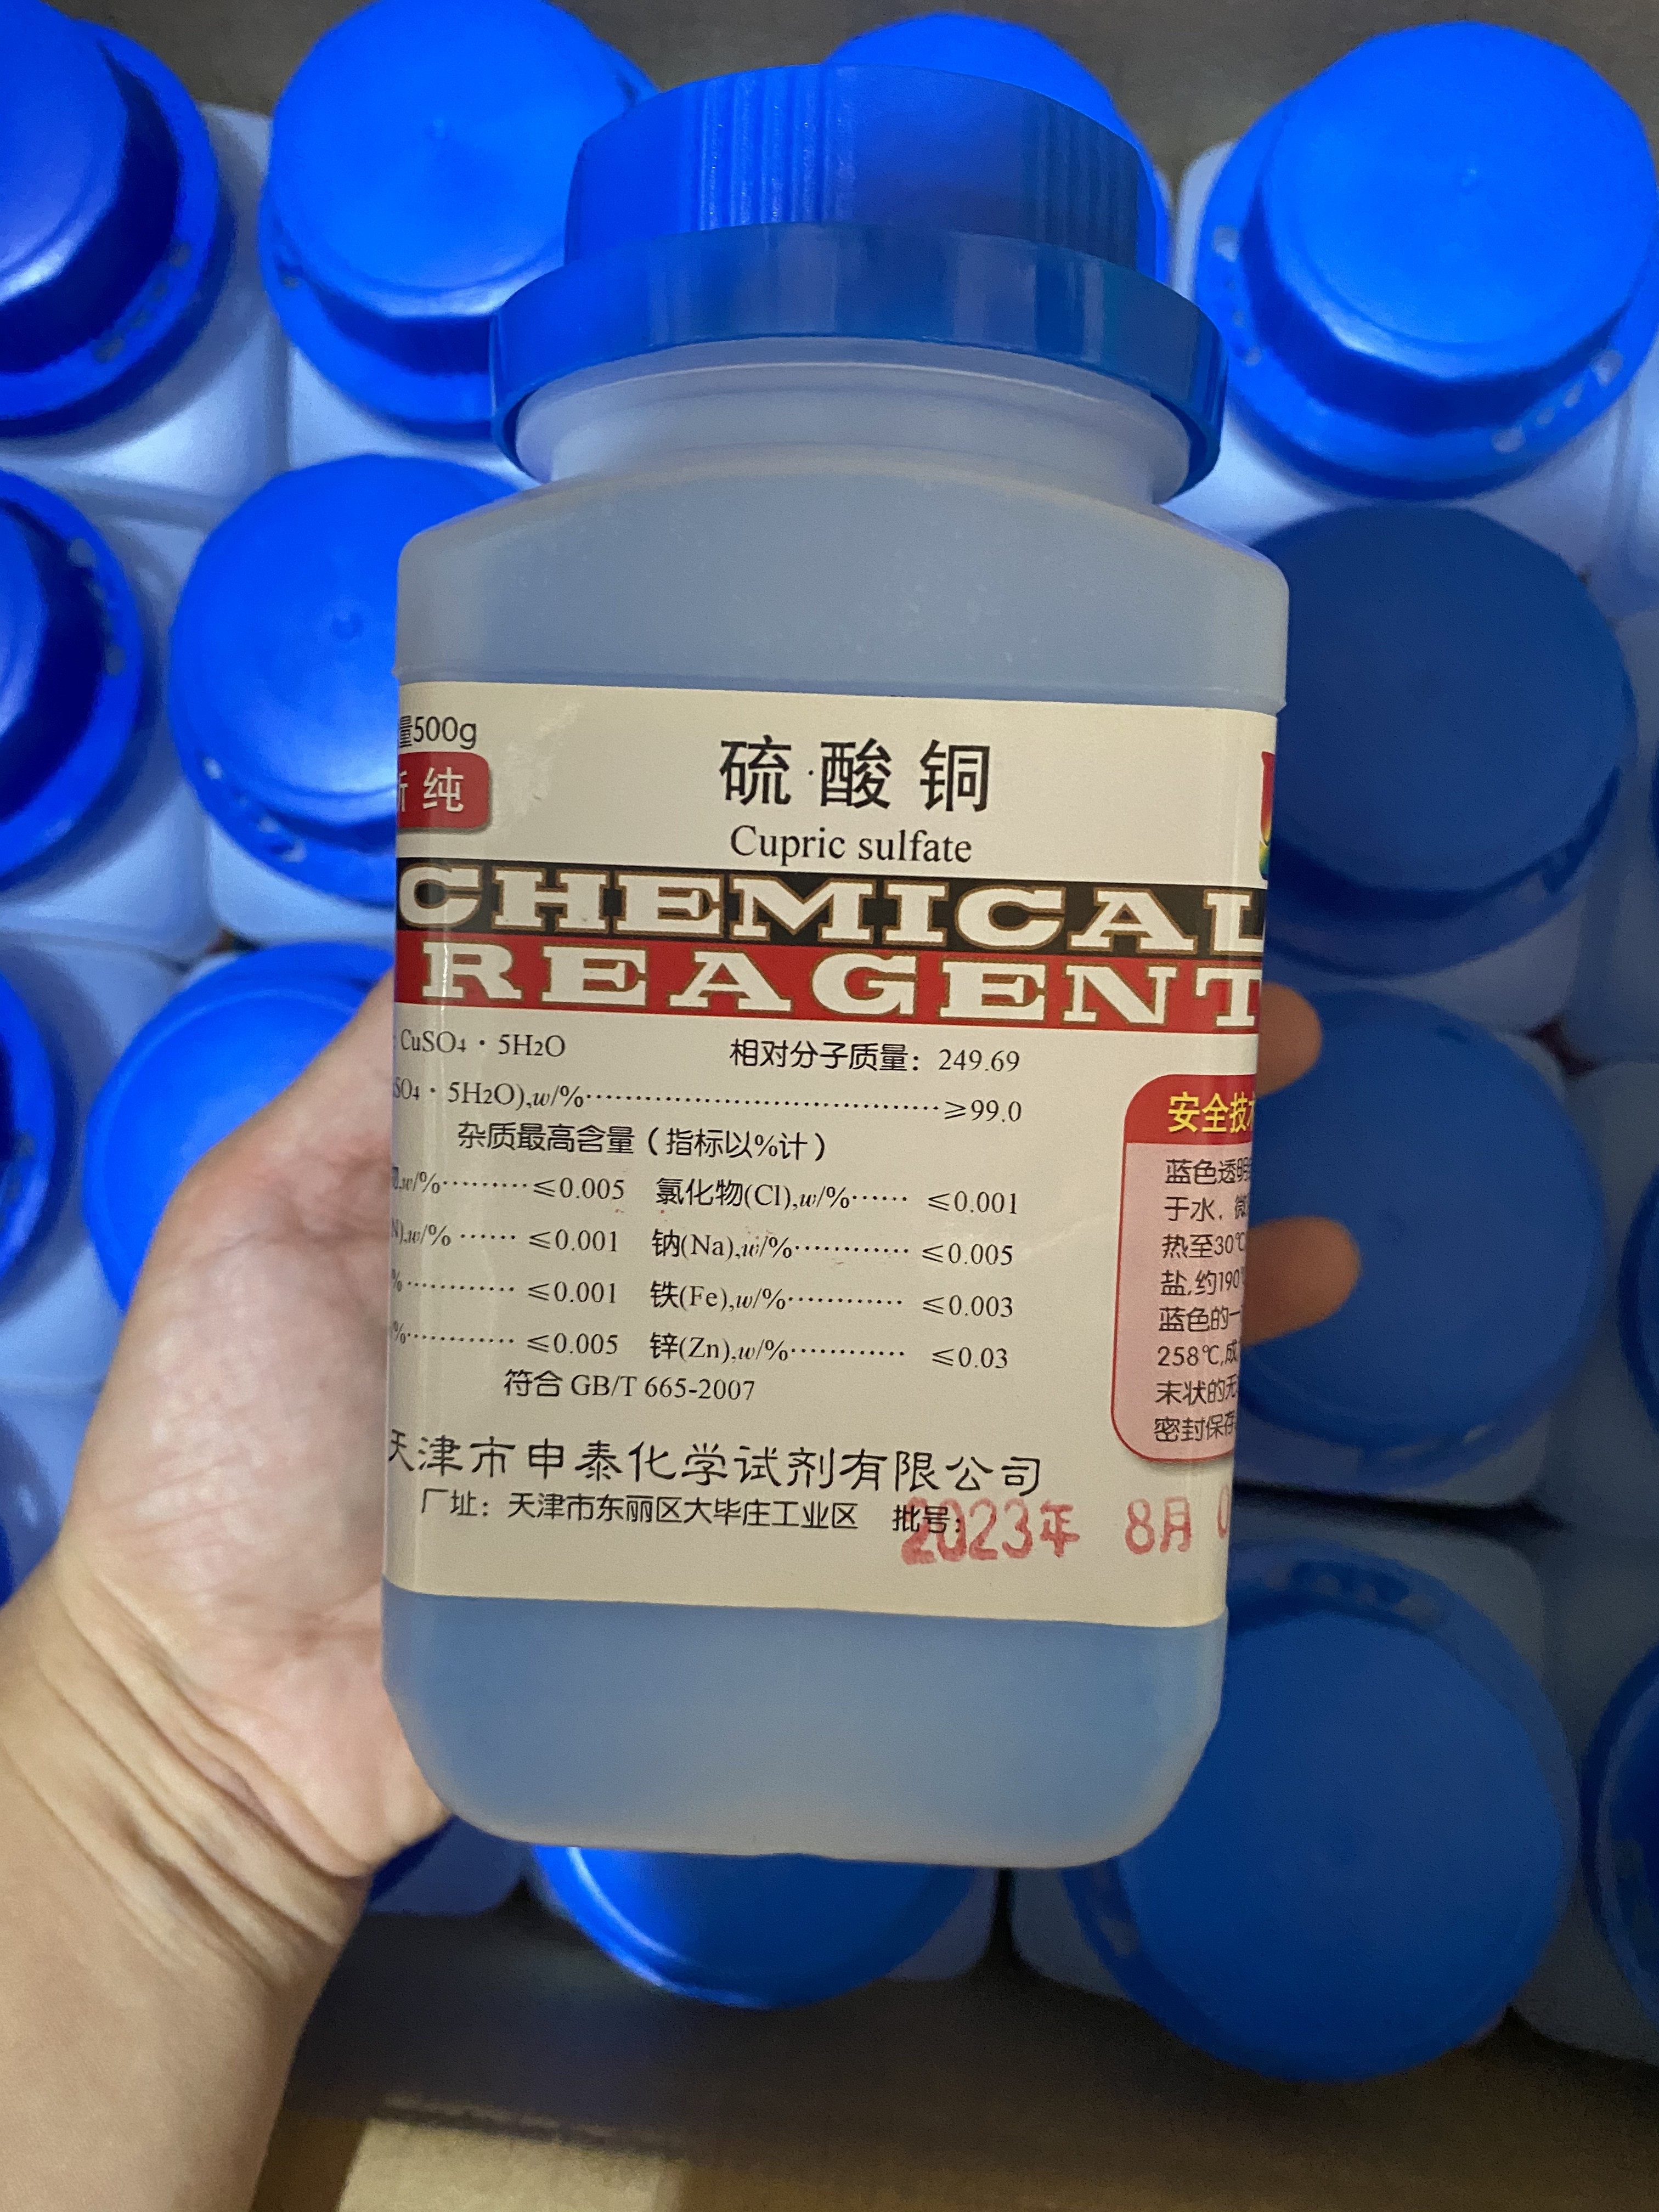 量500g
析 纯
硫酸铜
Cupric sulfate
CHEMICAL
REAGENT
CuSO4·5H2O 相对分子质量：249.69
SO4·5H2O),w/%≥99.0
杂质最高含量（指标以%计）
w/%≤0.005 氯化物(Cl),w/%≤0.001
N),w/%≤0.001 钠(Na),w/%≤0.005
%≤0.001 铁(Fe),w/%≤0.003
%≤0.005 锌(Zn),w/%≤0.03
符合 GB/T 665-2007
天津市申泰化学试剂有限公司
厂址：天津市东丽区大毕庄工业区 批号：
2023年 8月
安全技
蓝色透明
于水，微
热至30℃
盐,约190
蓝色的一
258℃,成
末状的无
密封保存